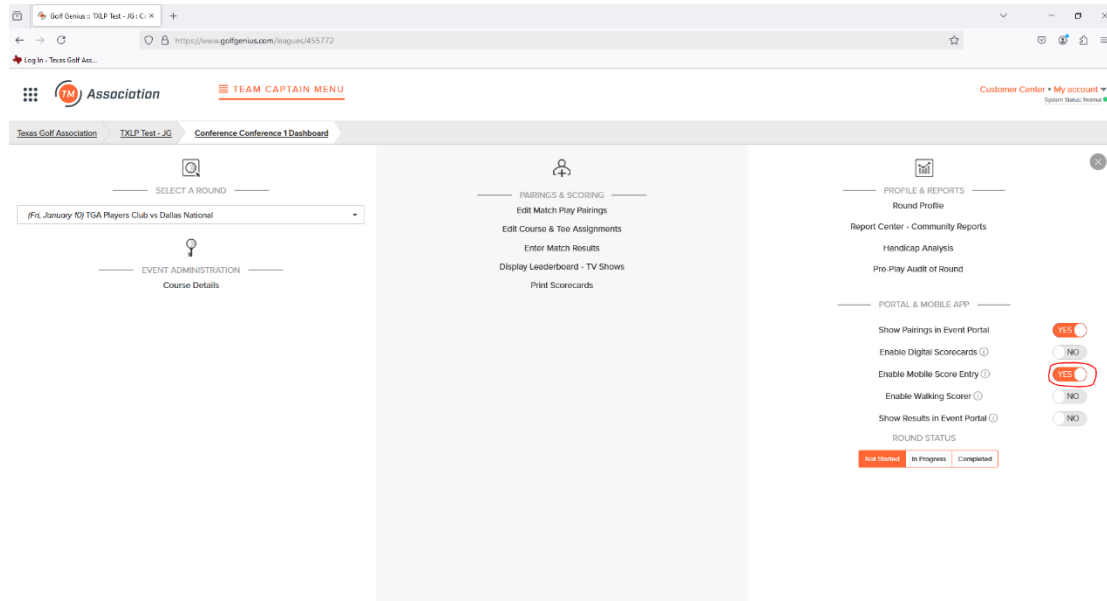 Golf Genius :: TXLP Test - JG : Co
https://www.golfgenius.com/leagues/455772
Log In - Texas Golf Ass...
TM Association
TEAM CAPTAIN MENU
Customer Center • My account
System Status: Normal
Texas Golf Association
TXLP Test - JG
Conference Conference 1 Dashboard
SELECT A ROUND
(Fri, January 10) TGA Players Club vs Dallas National
EVENT ADMINISTRATION
Course Details
PAIRINGS & SCORING
Edit Match Play Pairings
Edit Course & Tee Assignments
Enter Match Results
Display Leaderboard - TV Shows
Print Scorecards
PROFILE & REPORTS
Round Profile
Report Center - Community Reports
Handicap Analysis
Pre-Play Audit of Round
PORTAL & MOBILE APP
Show Pairings in Event Portal YES
Enable Digital Scorecards NO
Enable Mobile Score Entry YES
Enable Walking Scorer NO
Show Results in Event Portal NO
ROUND STATUS
Not Started In Progress Completed